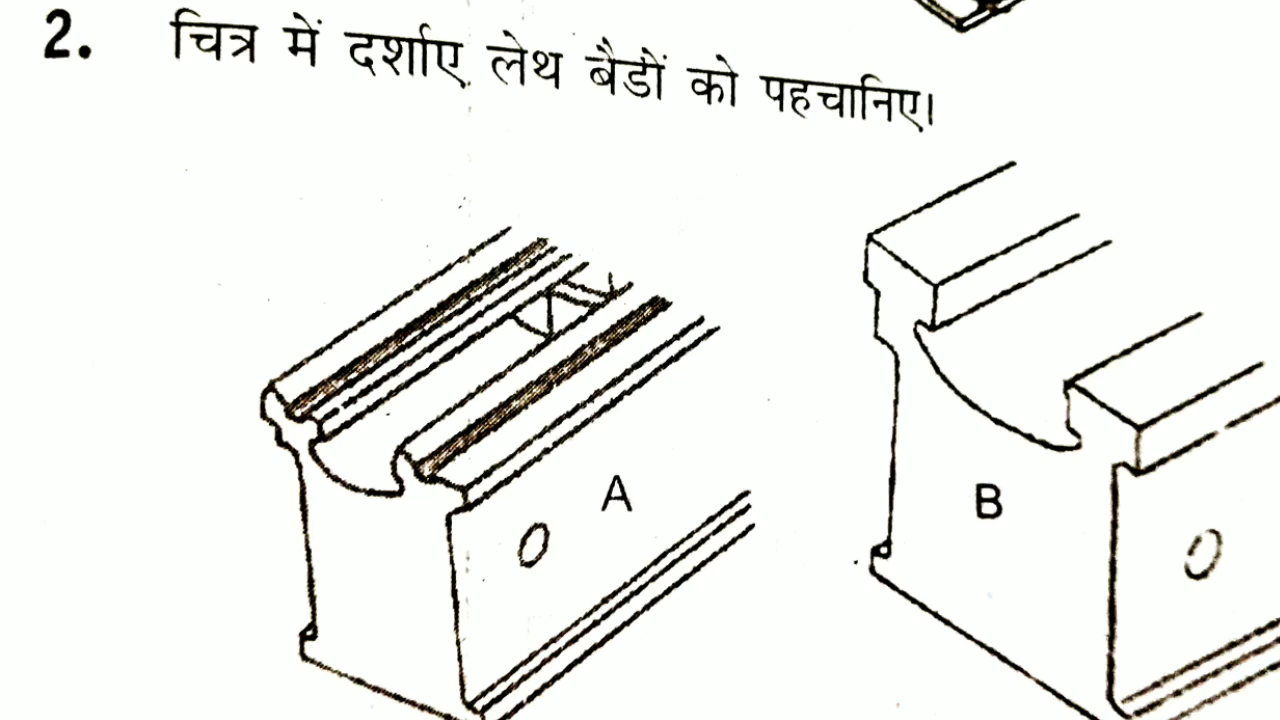 2. चित्र में दर्शाए लेथ बैडों को पहचानिए।
A
B